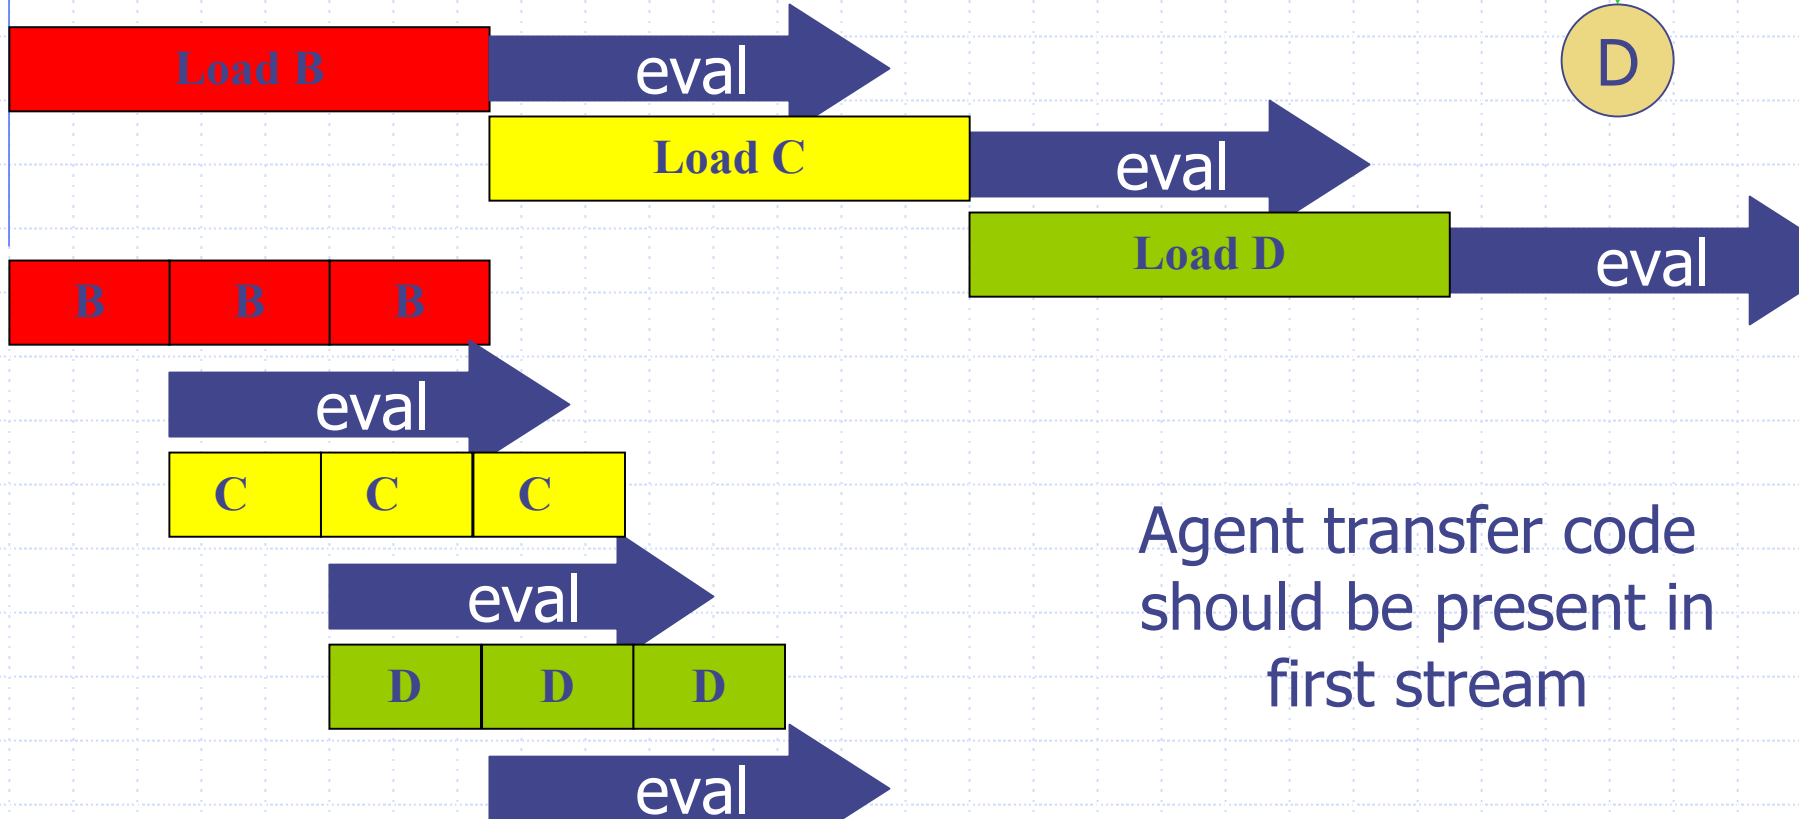 Load B
eval
D
Load C
eval
Load D
eval
B B B
eval
C C C
eval
D D D
eval
Agent transfer code
should be present in
first stream